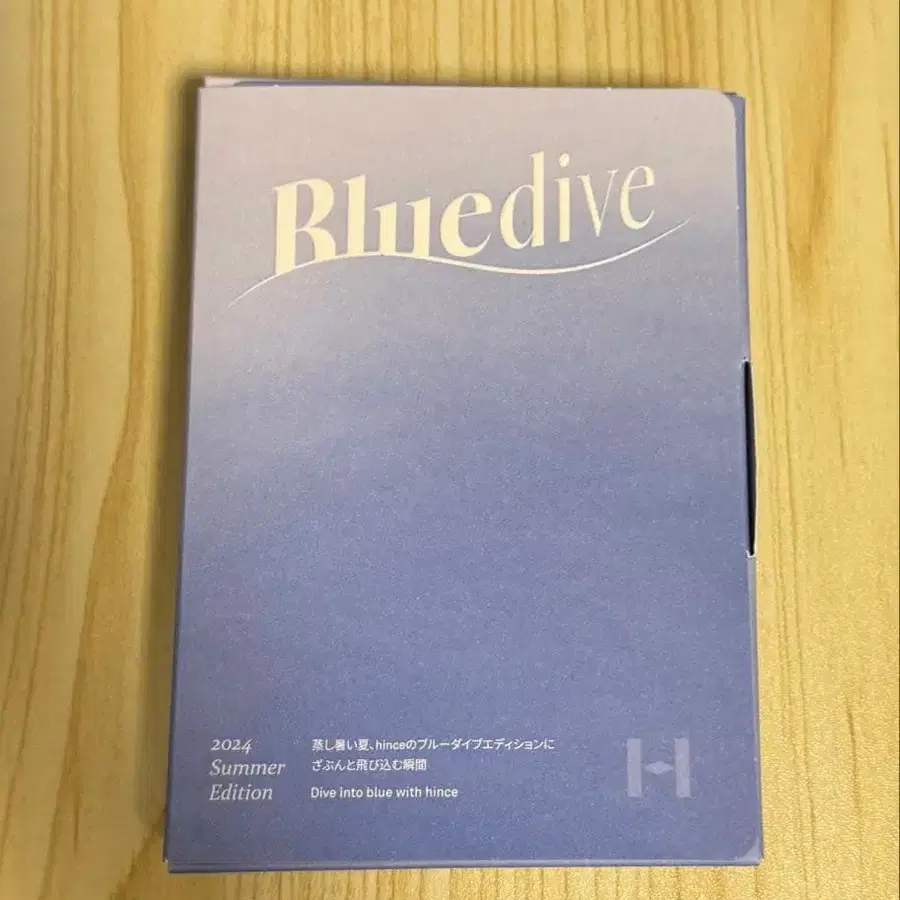 Bluedive
2024
Summer
Edition
蒸し暑い夏、hinceのブルーダイブエディションに
ざぶんと飛び込む瞬間
Dive into blue with hince
H